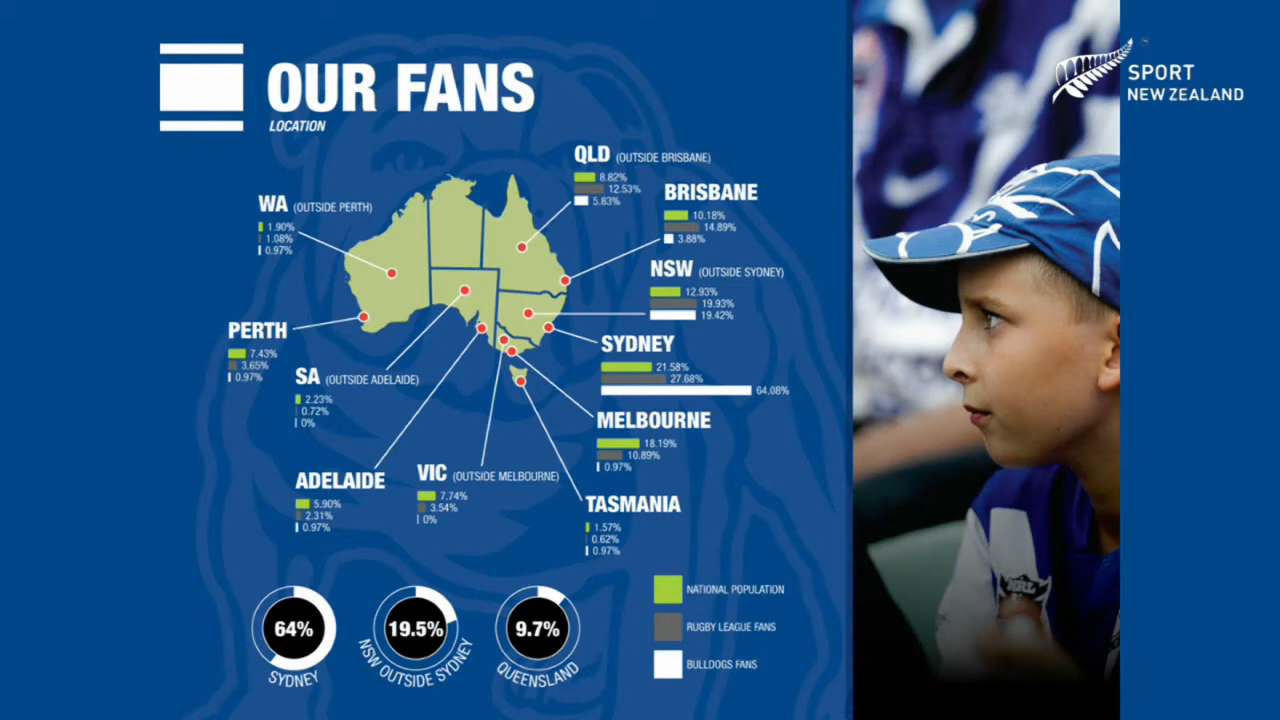 OUR FANS
LOCATION
SPORT
NEW ZEALAND
QLD (OUTSIDE BRISBANE)
8.82%
12.53%
5.83%
BRISBANE
10.18%
14.89%
3.88%
WA (OUTSIDE PERTH)
1.90%
1.08%
0.97%
NSW (OUTSIDE SYDNEY)
12.93%
19.93%
19.42%
PERTH
7.43%
3.65%
0.97%
SYDNEY
21.58%
27.68%
64.08%
SA (OUTSIDE ADELAIDE)
2.23%
0.72%
0%
MELBOURNE
18.19%
10.89%
0.97%
ADELAIDE
5.90%
2.31%
0.97%
VIC (OUTSIDE MELBOURNE)
7.74%
3.54%
0%
TASMANIA
1.57%
0.62%
0.97%
64%
SYDNEY
19.5%
NSW OUTSIDE SYDNEY
9.7%
QUEENSLAND
NATIONAL POPULATION
RUGBY LEAGUE FANS
BULLDOGS FANS
NRL